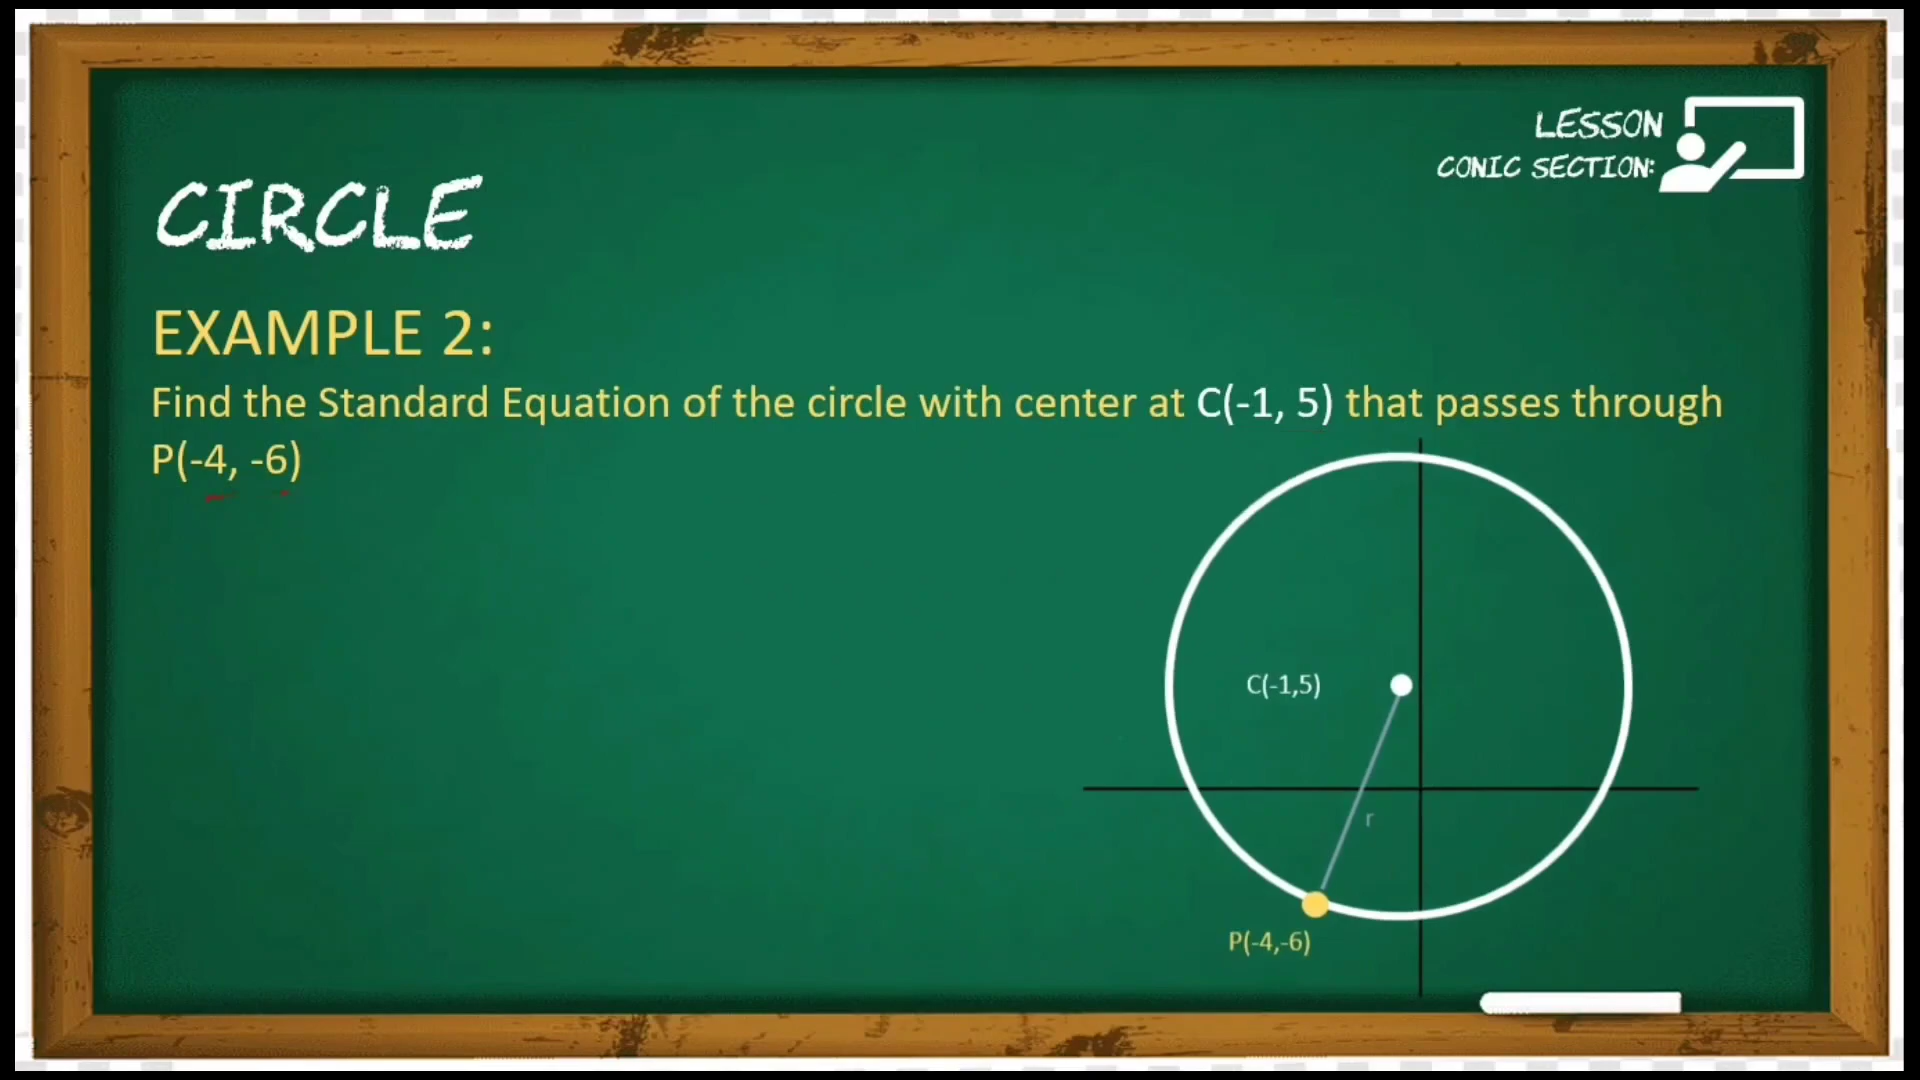 LESSON
CONIC SECTION:
CIRCLE
EXAMPLE 2:
Find the Standard Equation of the circle with center at C(-1, 5) that passes through
P(-4, -6)
C(-1,5)
r
P(-4,-6)